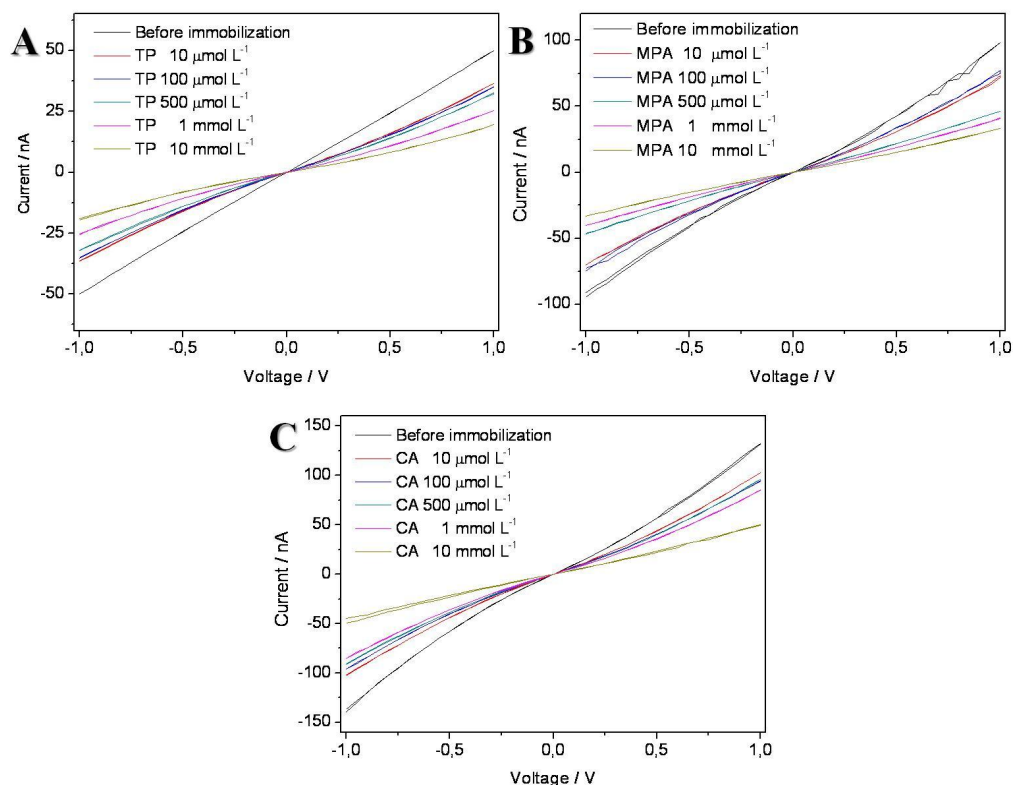 A
Before immobilization
TP 10 µmol L⁻¹
TP 100 µmol L⁻¹
TP 500 µmol L⁻¹
TP 1 mmol L⁻¹
TP 10 mmol L⁻¹
50
25
0
-25
-50
Current / nA
-1,0 -0,5 0,0 0,5 1,0
Voltage / V
B
Before immobilization
MPA 10 µmol L⁻¹
MPA 100 µmol L⁻¹
MPA 500 µmol L⁻¹
MPA 1 mmol L⁻¹
MPA 10 mmol L⁻¹
100
50
0
-50
-100
Current / nA
-1,0 -0,5 0,0 0,5 1,0
Voltage / V
C
Before immobilization
CA 10 µmol L⁻¹
CA 100 µmol L⁻¹
CA 500 µmol L⁻¹
CA 1 mmol L⁻¹
CA 10 mmol L⁻¹
150
100
50
0
-50
-100
-150
Current / nA
-1,0 -0,5 0,0 0,5 1,0
Voltage / V